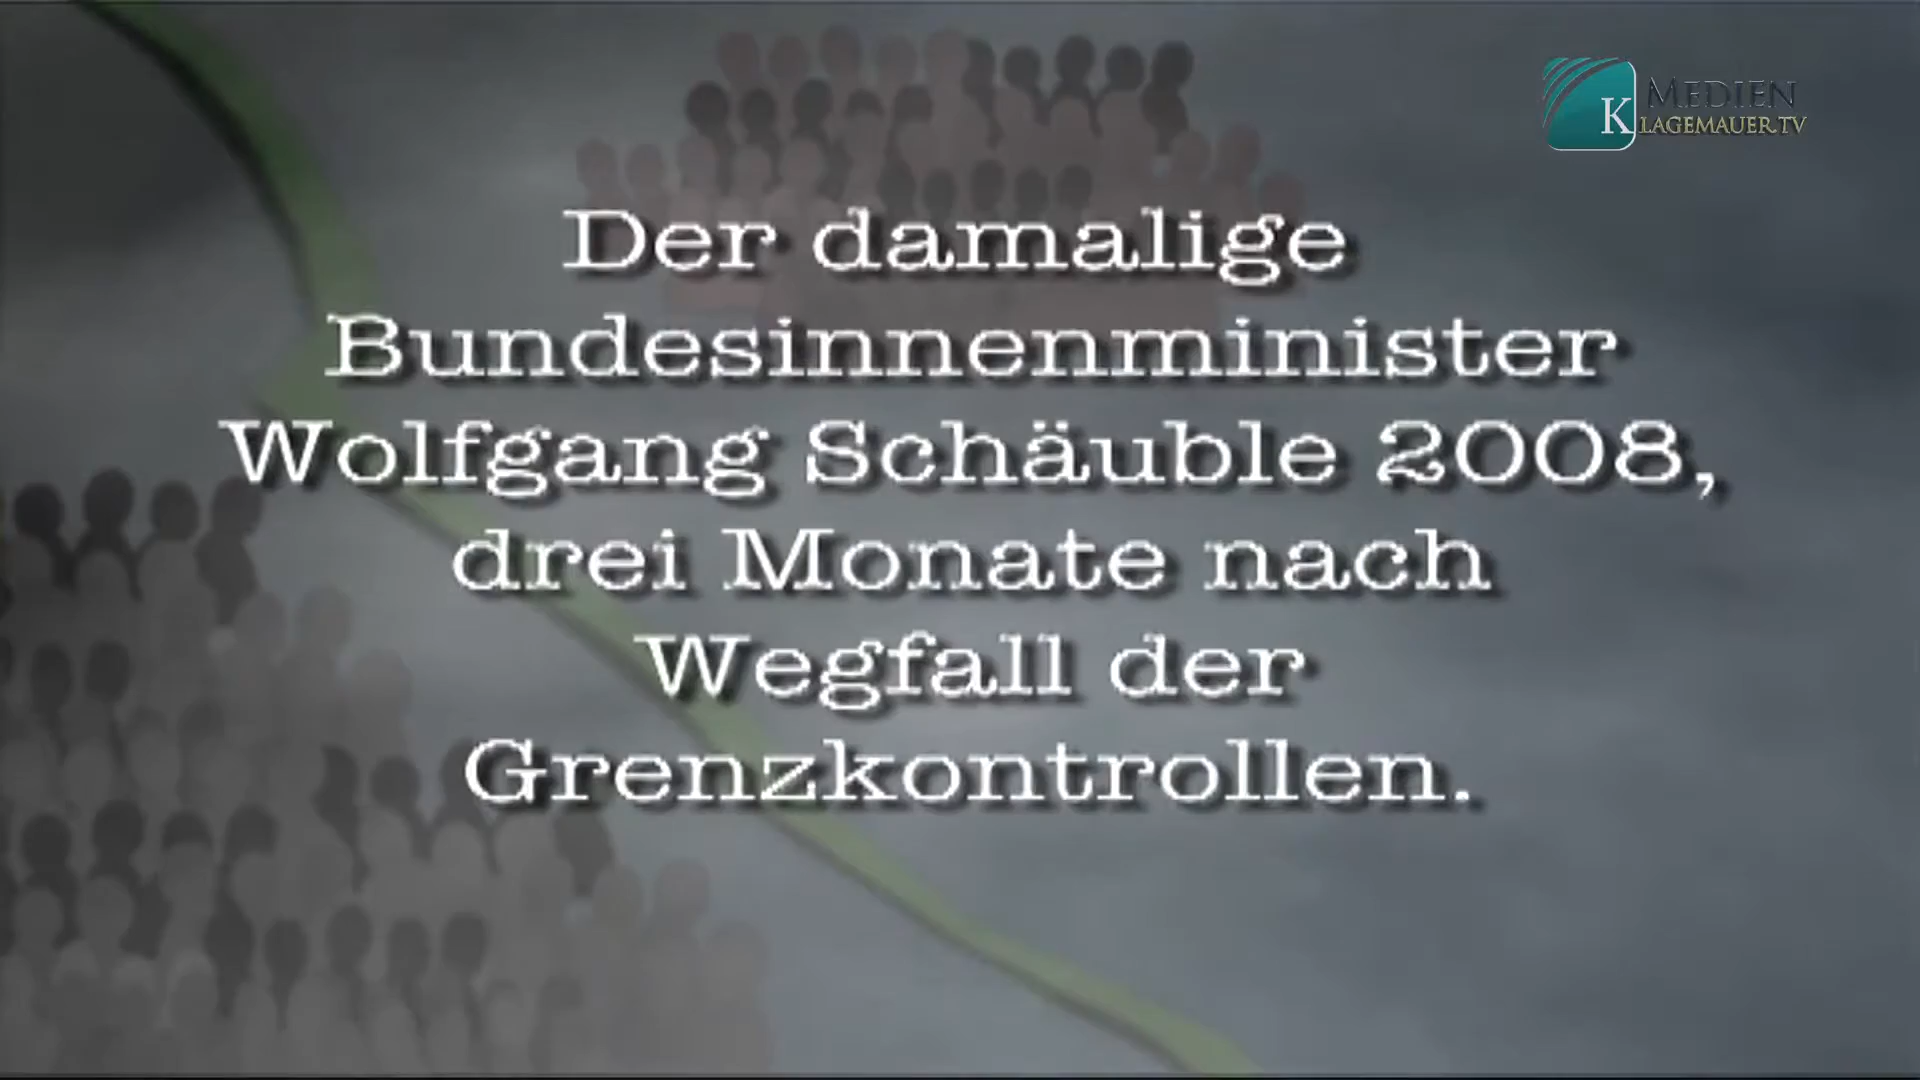 MEDIEN
KLAGEMAUER.TV
Der damalige
Bundesinnenminister
Wolfgang Schäuble 2008,
drei Monate nach
Wegfall der
Grenzkontrollen.